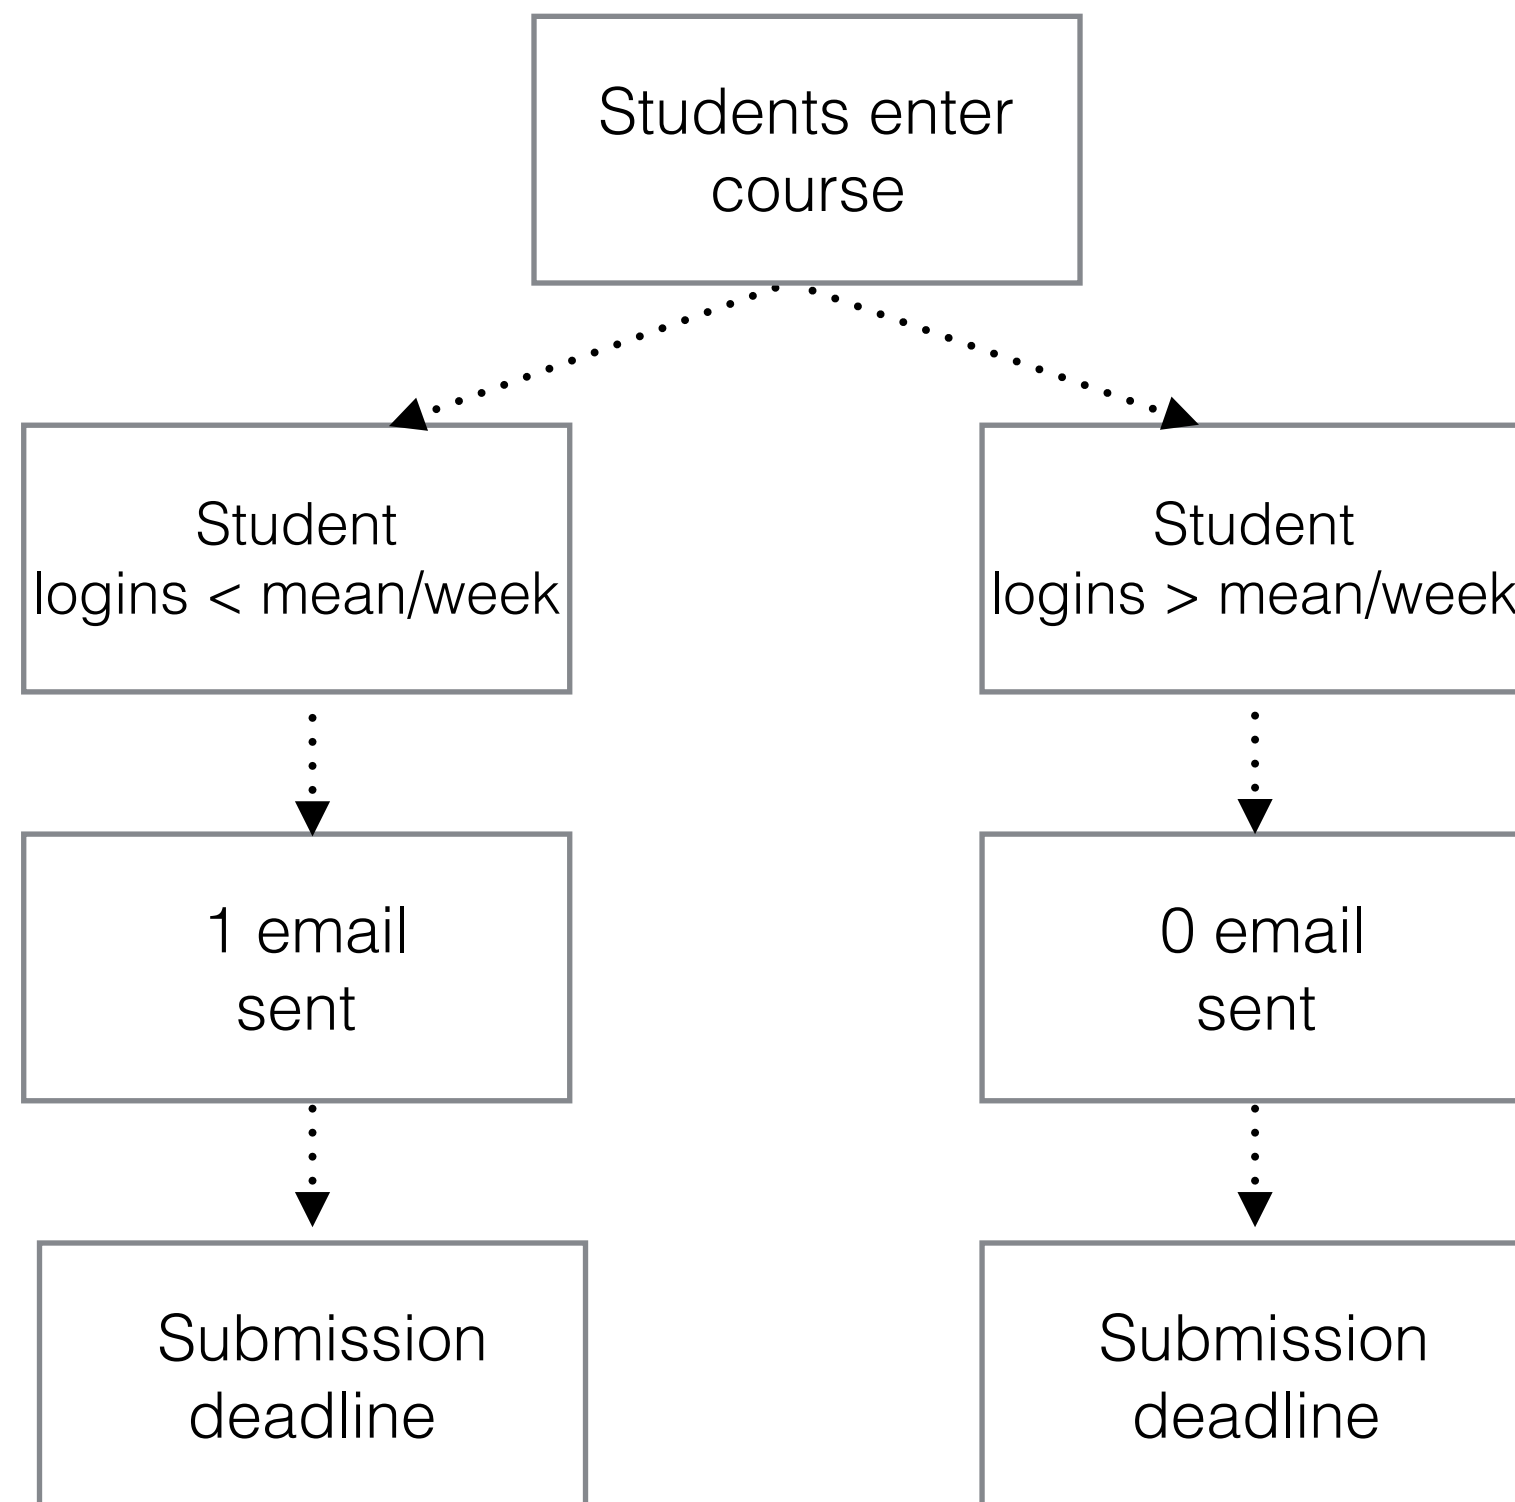 Students enter
course
Student
logins < mean/week
Student
logins > mean/week
1 email
sent
0 email
sent
Submission
deadline
Submission
deadline